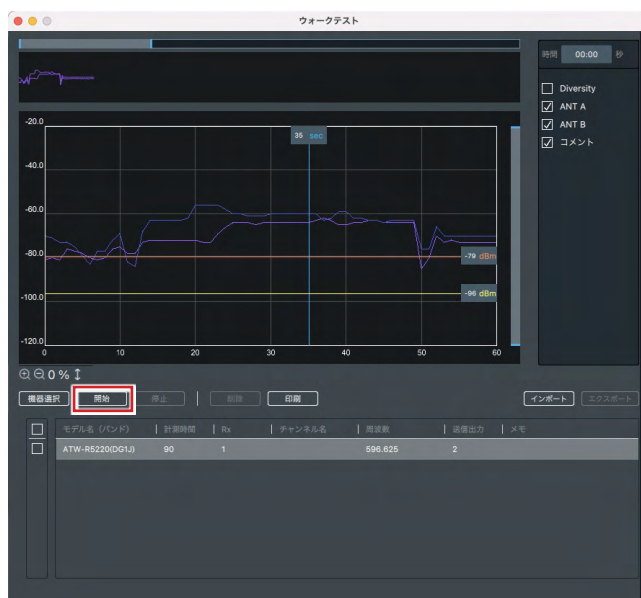 ウォークテスト
時間 00:00 秒
Diversity
ANT A
ANT B
コメント
-20.0
35 sec
-40.0
-60.0
-80.0
-79 dBm
-96 dBm
-100.0
-120.0
0 10 20 30 40 50 60
0 %
機器選択 開始 停止 削除 印刷 インポート エクスポート
モデル名（バンド） 計測時間 Rx チャンネル名 周波数 送信出力 メモ
ATW-R5220(DG1J) 90 1 596.625 2